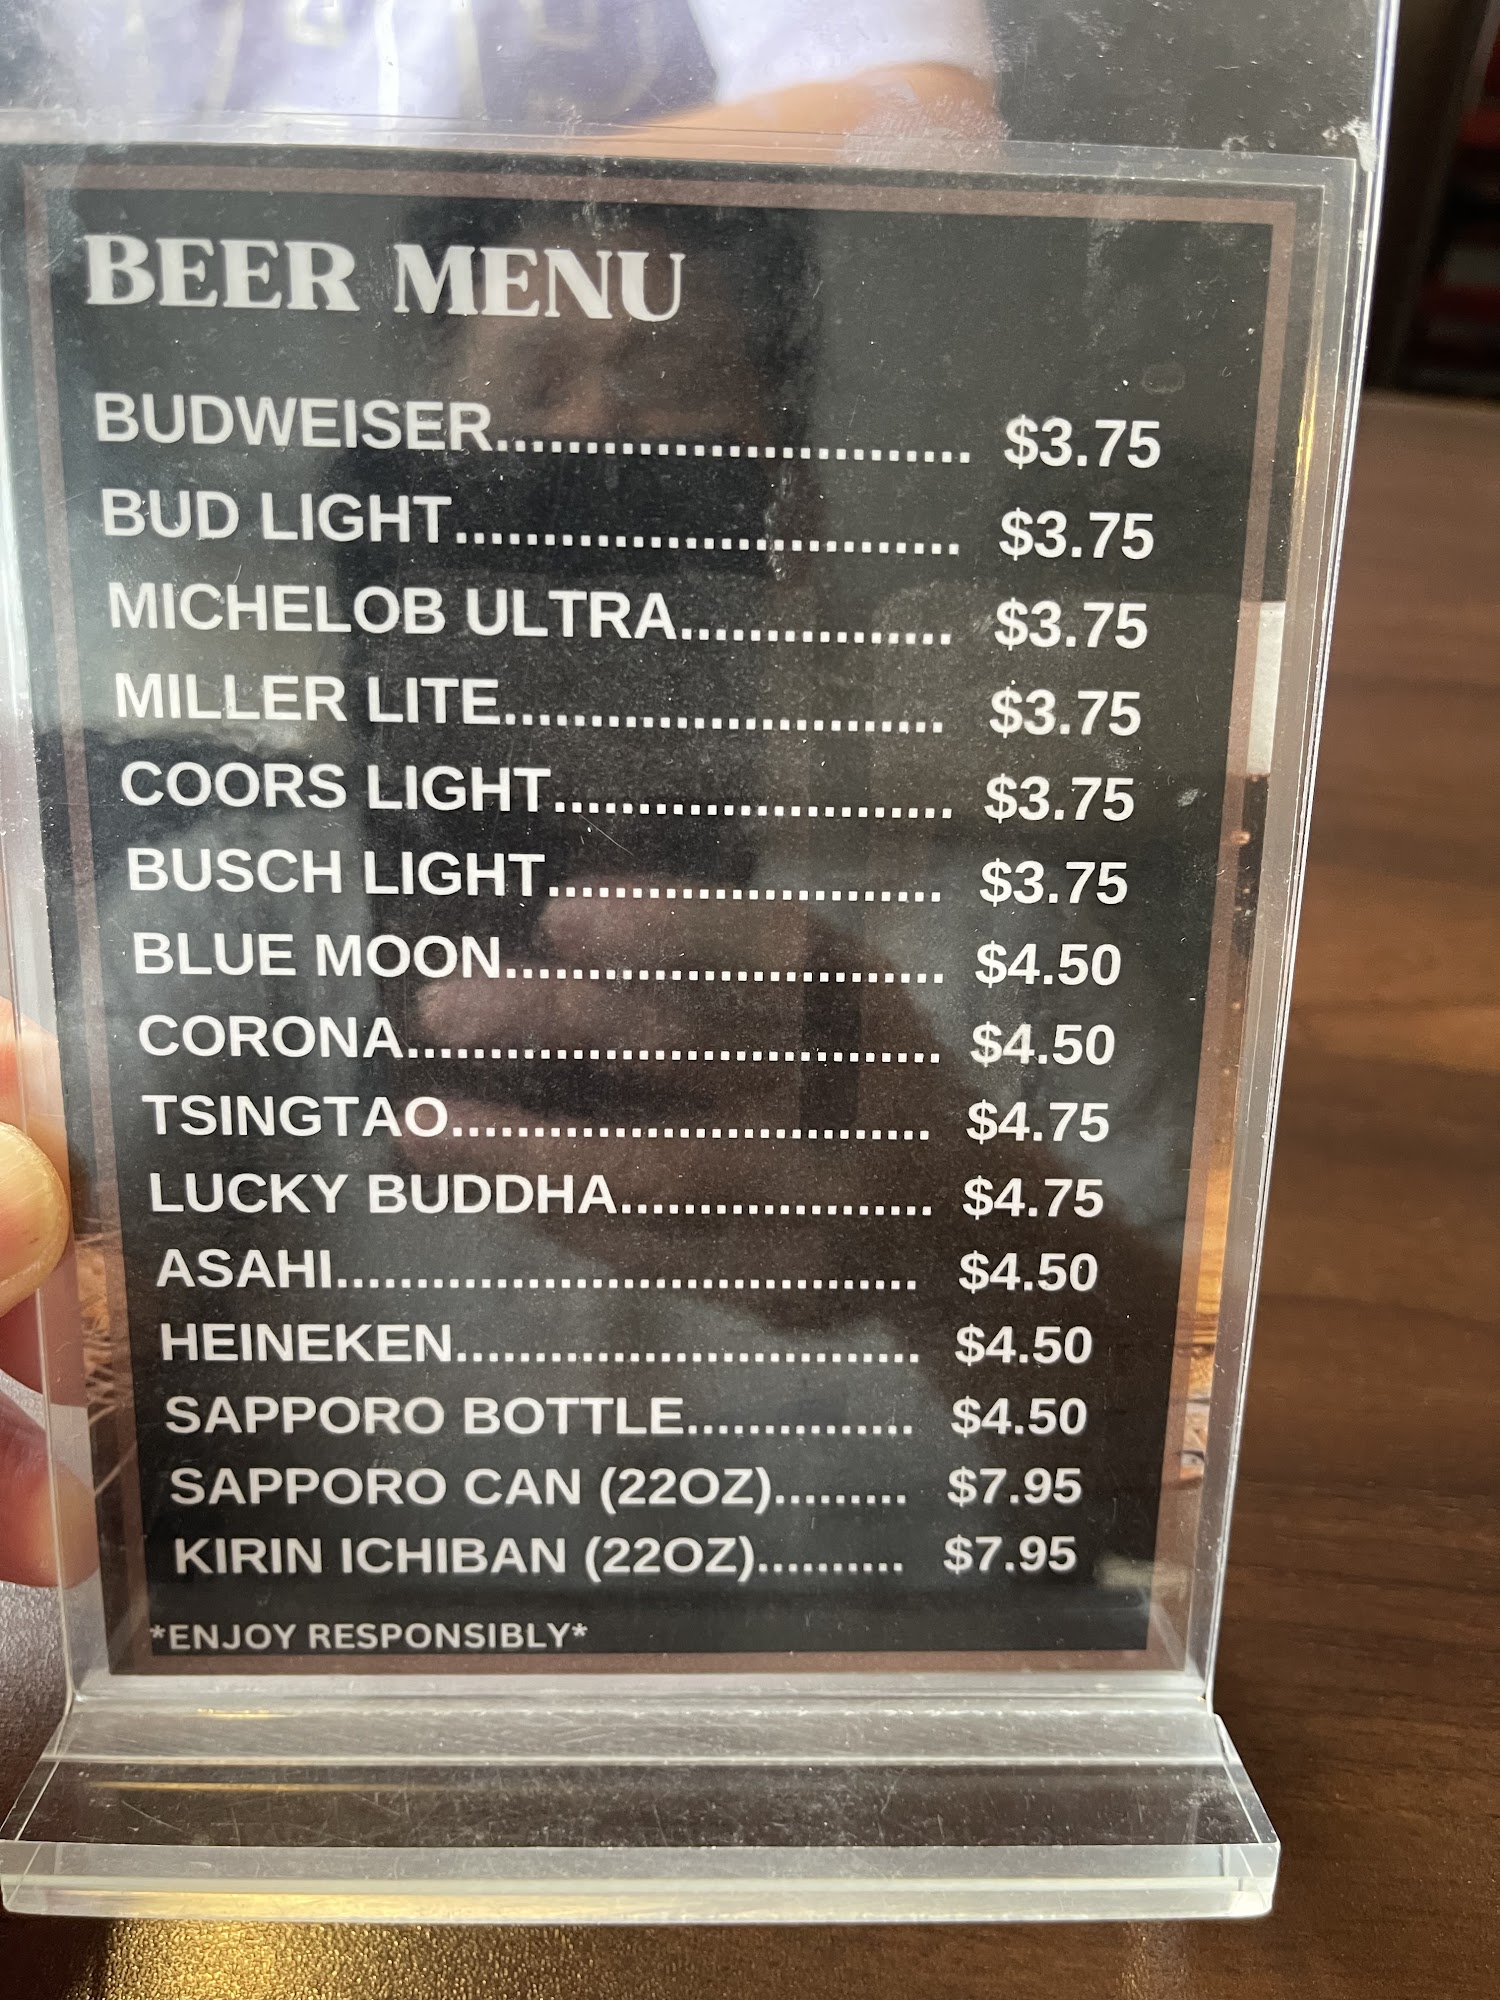 BEER MENU
BUDWEISER............................ $3.75
BUD LIGHT.............................. $3.75
MICHELOB ULTRA................ $3.75
MILLER LITE.......................... $3.75
COORS LIGHT........................ $3.75
BUSCH LIGHT........................ $3.75
BLUE MOON........................... $4.50
CORONA................................. $4.50
TSINGTAO.............................. $4.75
LUCKY BUDDHA.................... $4.75
ASAHI..................................... $4.50
HEINEKEN.............................. $4.50
SAPPORO BOTTLE............... $4.50
SAPPORO CAN (22OZ)......... $7.95
KIRIN ICHIBAN (22OZ).......... $7.95
*ENJOY RESPONSIBLY*